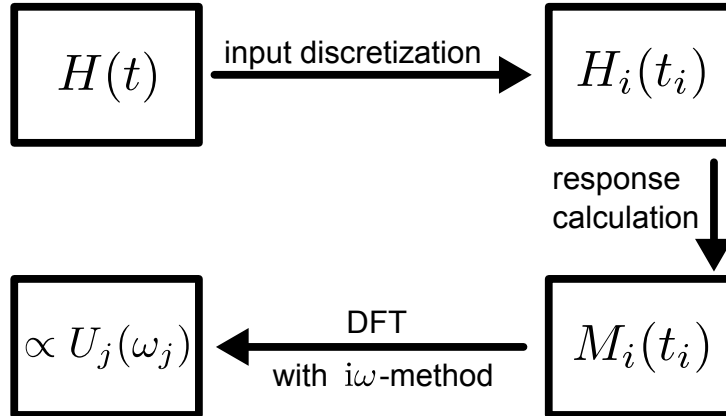 H(t)
input discretization
H_i(t_i)
response
calculation
M_i(t_i)
DFT
with iω-method
∝ U_j(ω_j)